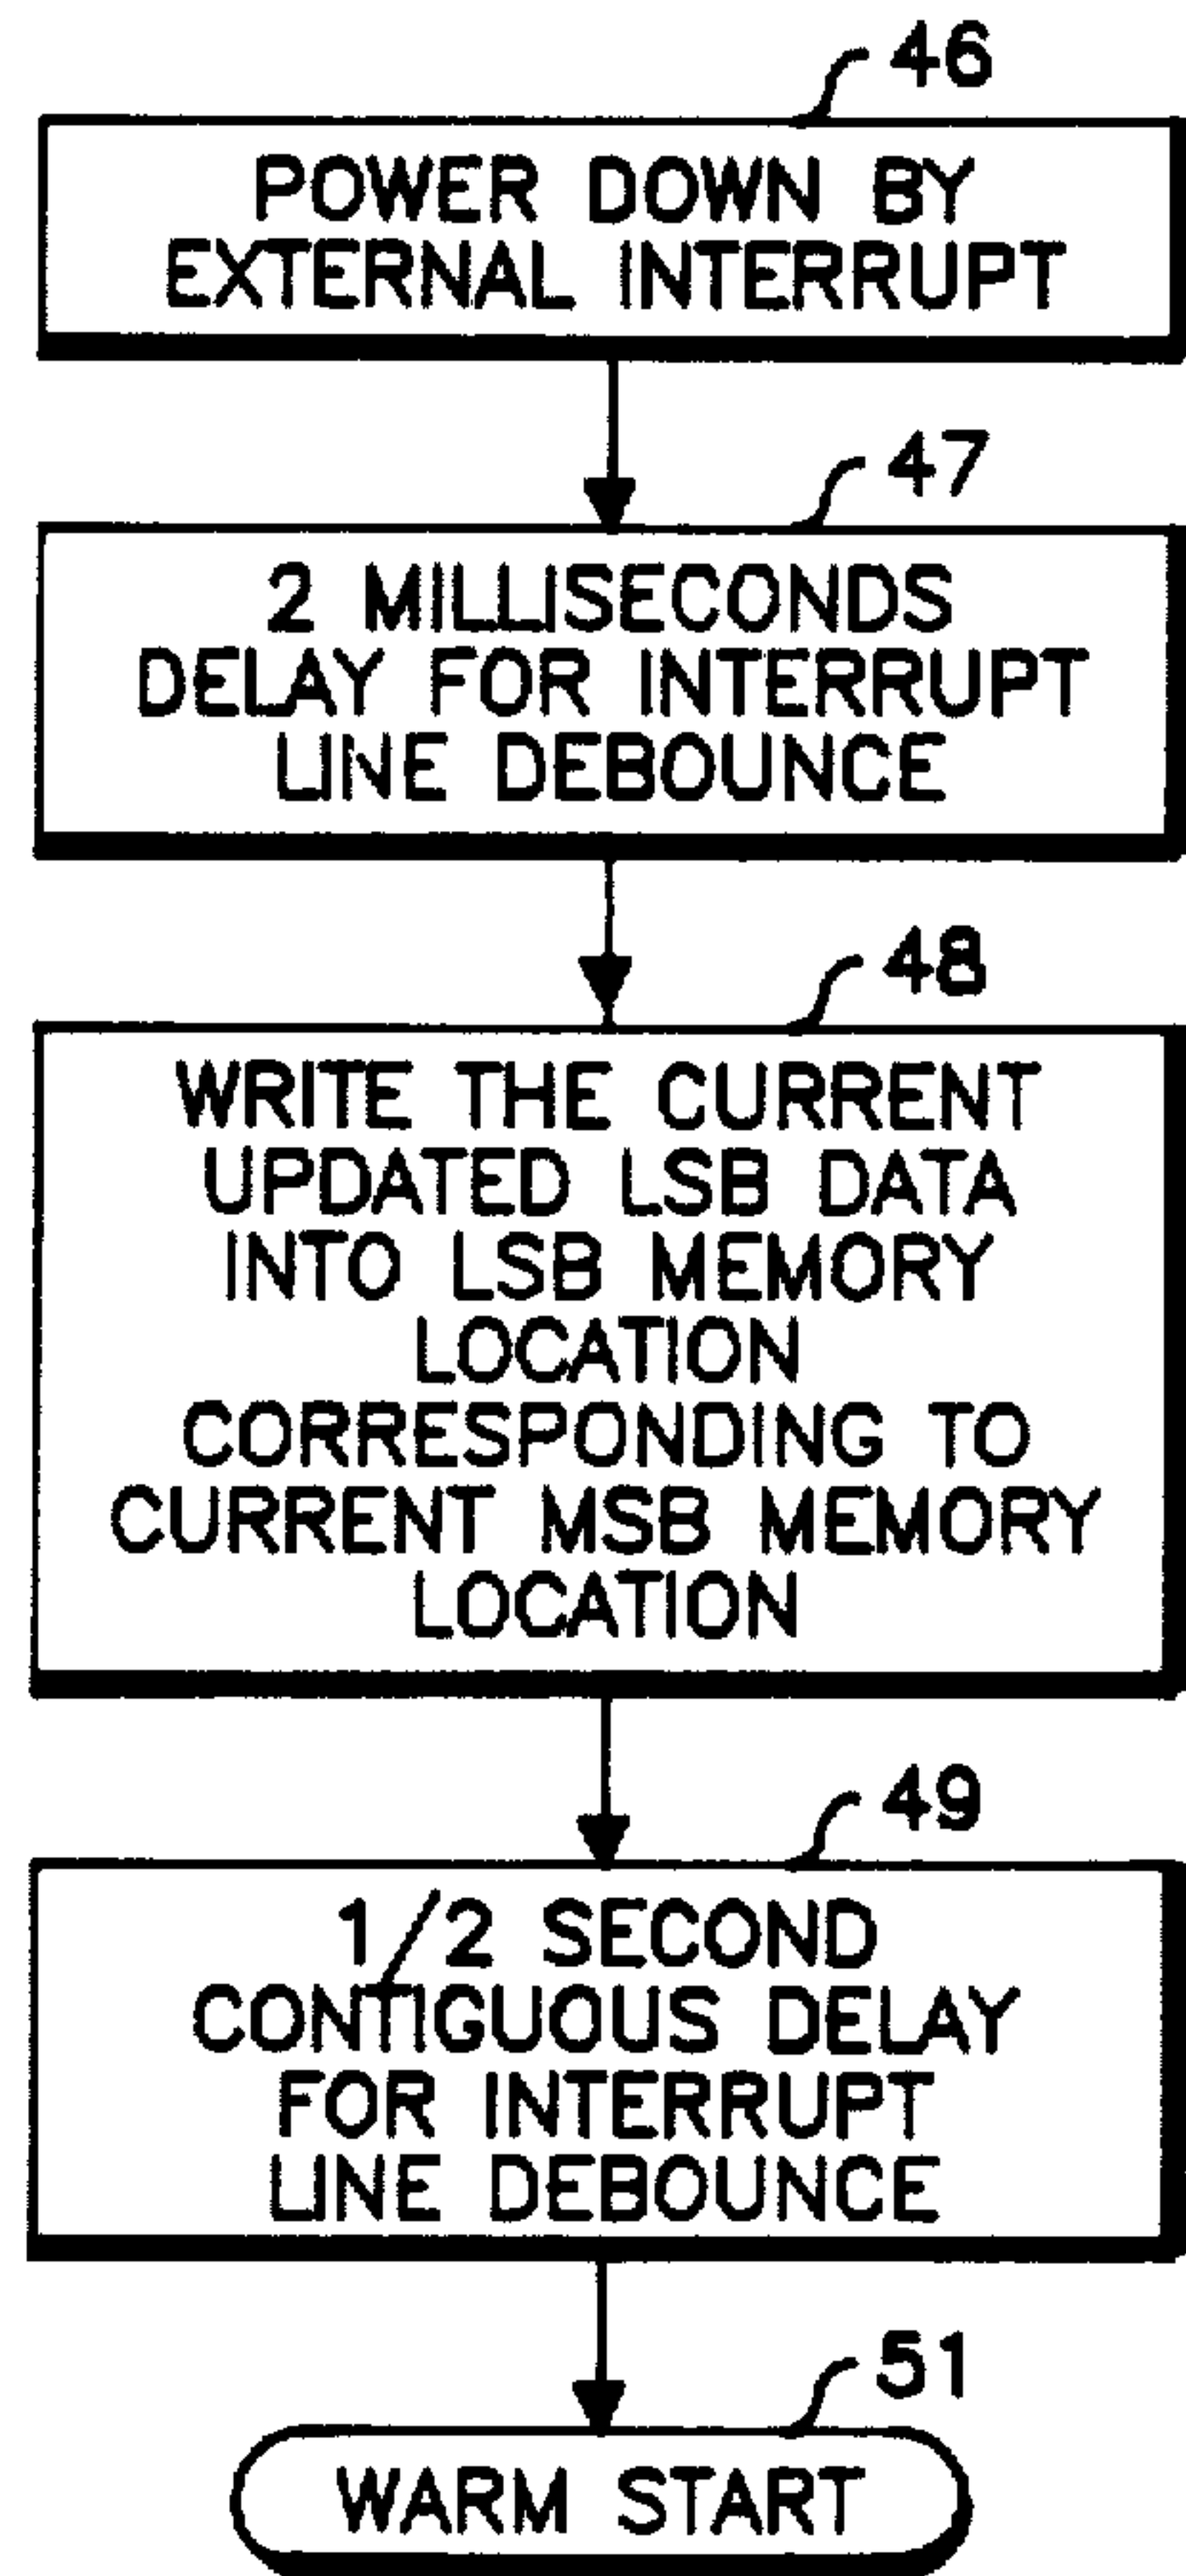 46
POWER DOWN BY
EXTERNAL INTERRUPT
47
2 MILLISECONDS
DELAY FOR INTERRUPT
LINE DEBOUNCE
48
WRITE THE CURRENT
UPDATED LSB DATA
INTO LSB MEMORY
LOCATION
CORRESPONDING TO
CURRENT MSB MEMORY
LOCATION
49
1/2 SECOND
CONTIGUOUS DELAY
FOR INTERRUPT
LINE DEBOUNCE
51
WARM START